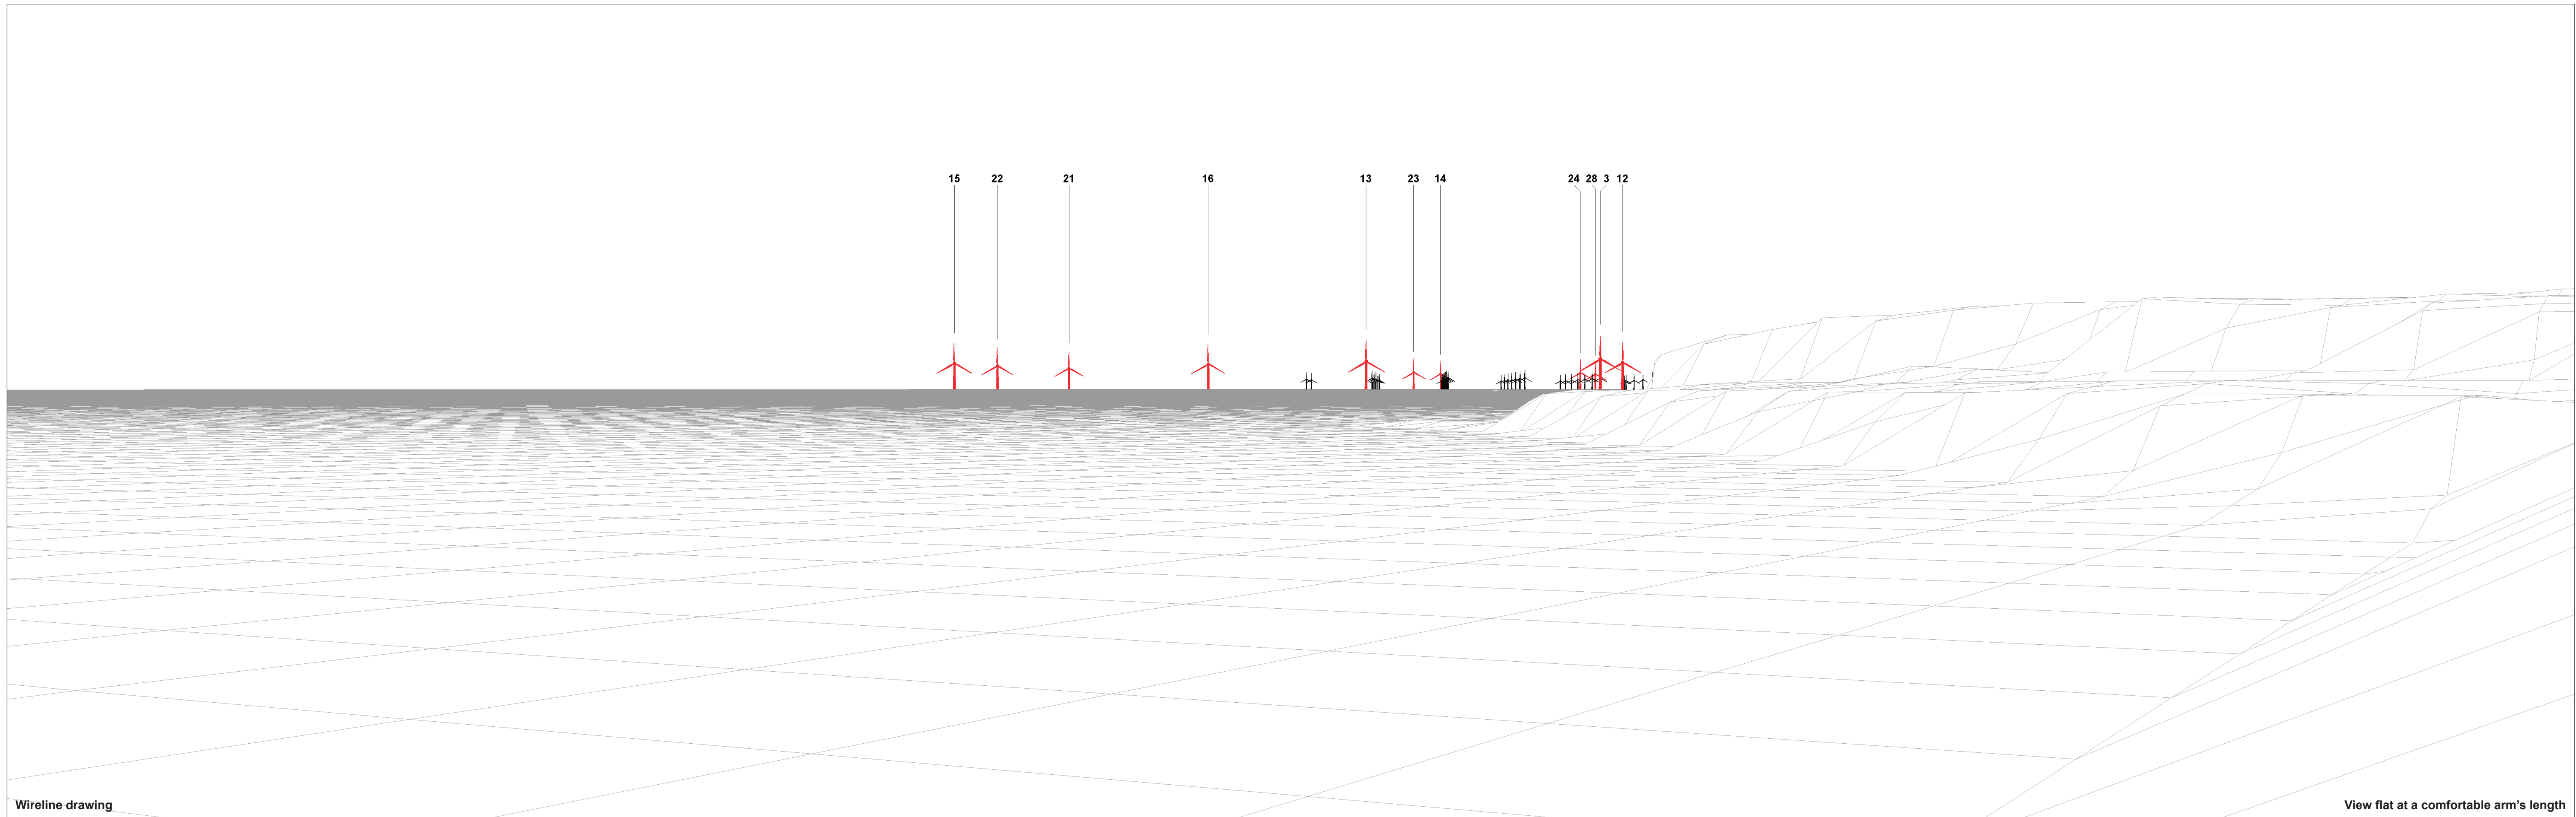 15 22 21 16 13 23 14 24 28 3 12
Wireline drawing
View flat at a comfortable arm's length